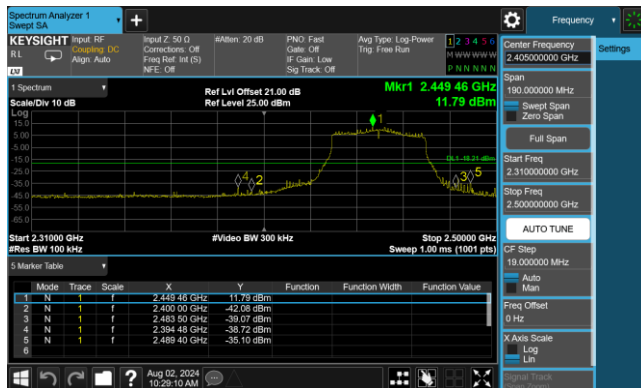 Spectrum Analyzer 1
Swept SA
Frequency
KEYSIGHT
RL
Input: RF
Coupling: DC
Align: Auto
Input Z: 50 Ω
Corrections: Off
Freq Ref: Int (S)
NFE: Off
#Atten: 20 dB
PNO: Fast
Gate: Off
IF Gain: Low
Sig Track: Off
Avg Type: Log-Power
Trig: Free Run
1 2 3 4 5 6
M W W W W W
P N N N N N
1 Spectrum
Scale/Div 10 dB
Ref Lvl Offset 21.00 dB
Ref Level 25.00 dBm
Mkr1 2.449 46 GHz
11.79 dBm
Log
15.0
5.00
-5.00
-15.0
-25.0
-35.0
-45.0
-55.0
-65.0
1
DL1 -18.21 dBm
4
2
3
5
Start 2.31000 GHz
#Res BW 100 kHz
#Video BW 300 kHz
Stop 2.50000 GHz
Sweep 1.00 ms (1001 pts)
5 Marker Table
Mode Trace Scale X Y Function Function Width Function Value
1 N 1 f 2.449 46 GHz 11.79 dBm
2 N 1 f 2.400 00 GHz -42.08 dBm
3 N 1 f 2.483 50 GHz -39.07 dBm
4 N 1 f 2.394 48 GHz -38.72 dBm
5 N 1 f 2.489 40 GHz -35.10 dBm
6
Aug 02, 2024
10:29:10 AM
Center Frequency
2.405000000 GHz
Settings
Span
190.000000 MHz
Swept Span
Zero Span
Full Span
Start Freq
2.310000000 GHz
Stop Freq
2.500000000 GHz
AUTO TUNE
CF Step
19.000000 MHz
Auto
Man
Freq Offset
0 Hz
X Axis Scale
Log
Lin
Signal Track